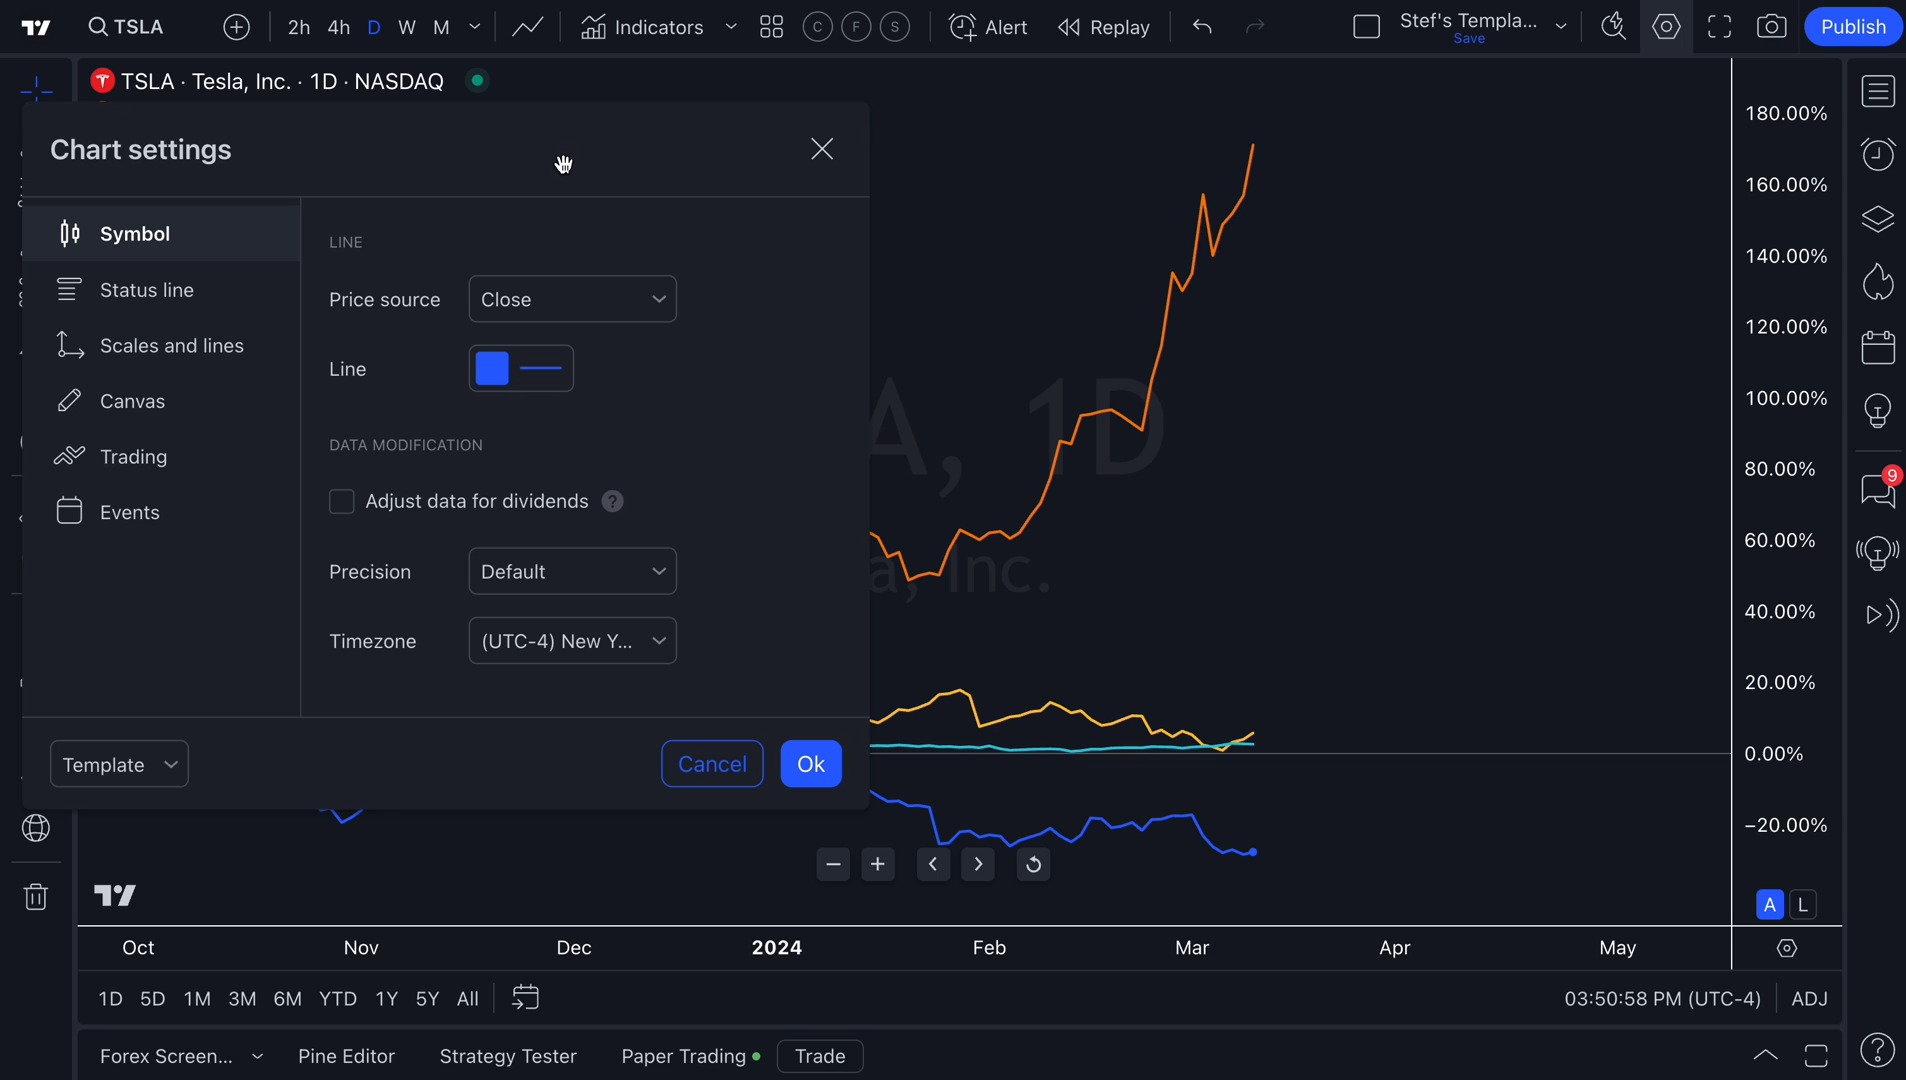 TSLA
2h 4h D W M
Indicators
C F S
Alert
Replay
Stef's Templa...
Save
Publish
TSLA · Tesla, Inc. · 1D · NASDAQ
Chart settings
Symbol
Status line
Scales and lines
Canvas
Trading
Events
LINE
Price source Close
Line
DATA MODIFICATION
Adjust data for dividends ?
Precision Default
Timezone (UTC-4) New Y...
Template
Cancel
Ok
A, 1D
a, Inc.
180.00%
160.00%
140.00%
120.00%
100.00%
80.00%
60.00%
40.00%
20.00%
0.00%
−20.00%
9
A L
Oct Nov Dec 2024 Feb Mar Apr May
1D 5D 1M 3M 6M YTD 1Y 5Y All
03:50:58 PM (UTC-4) ADJ
Forex Screen... Pine Editor Strategy Tester Paper Trading Trade
?